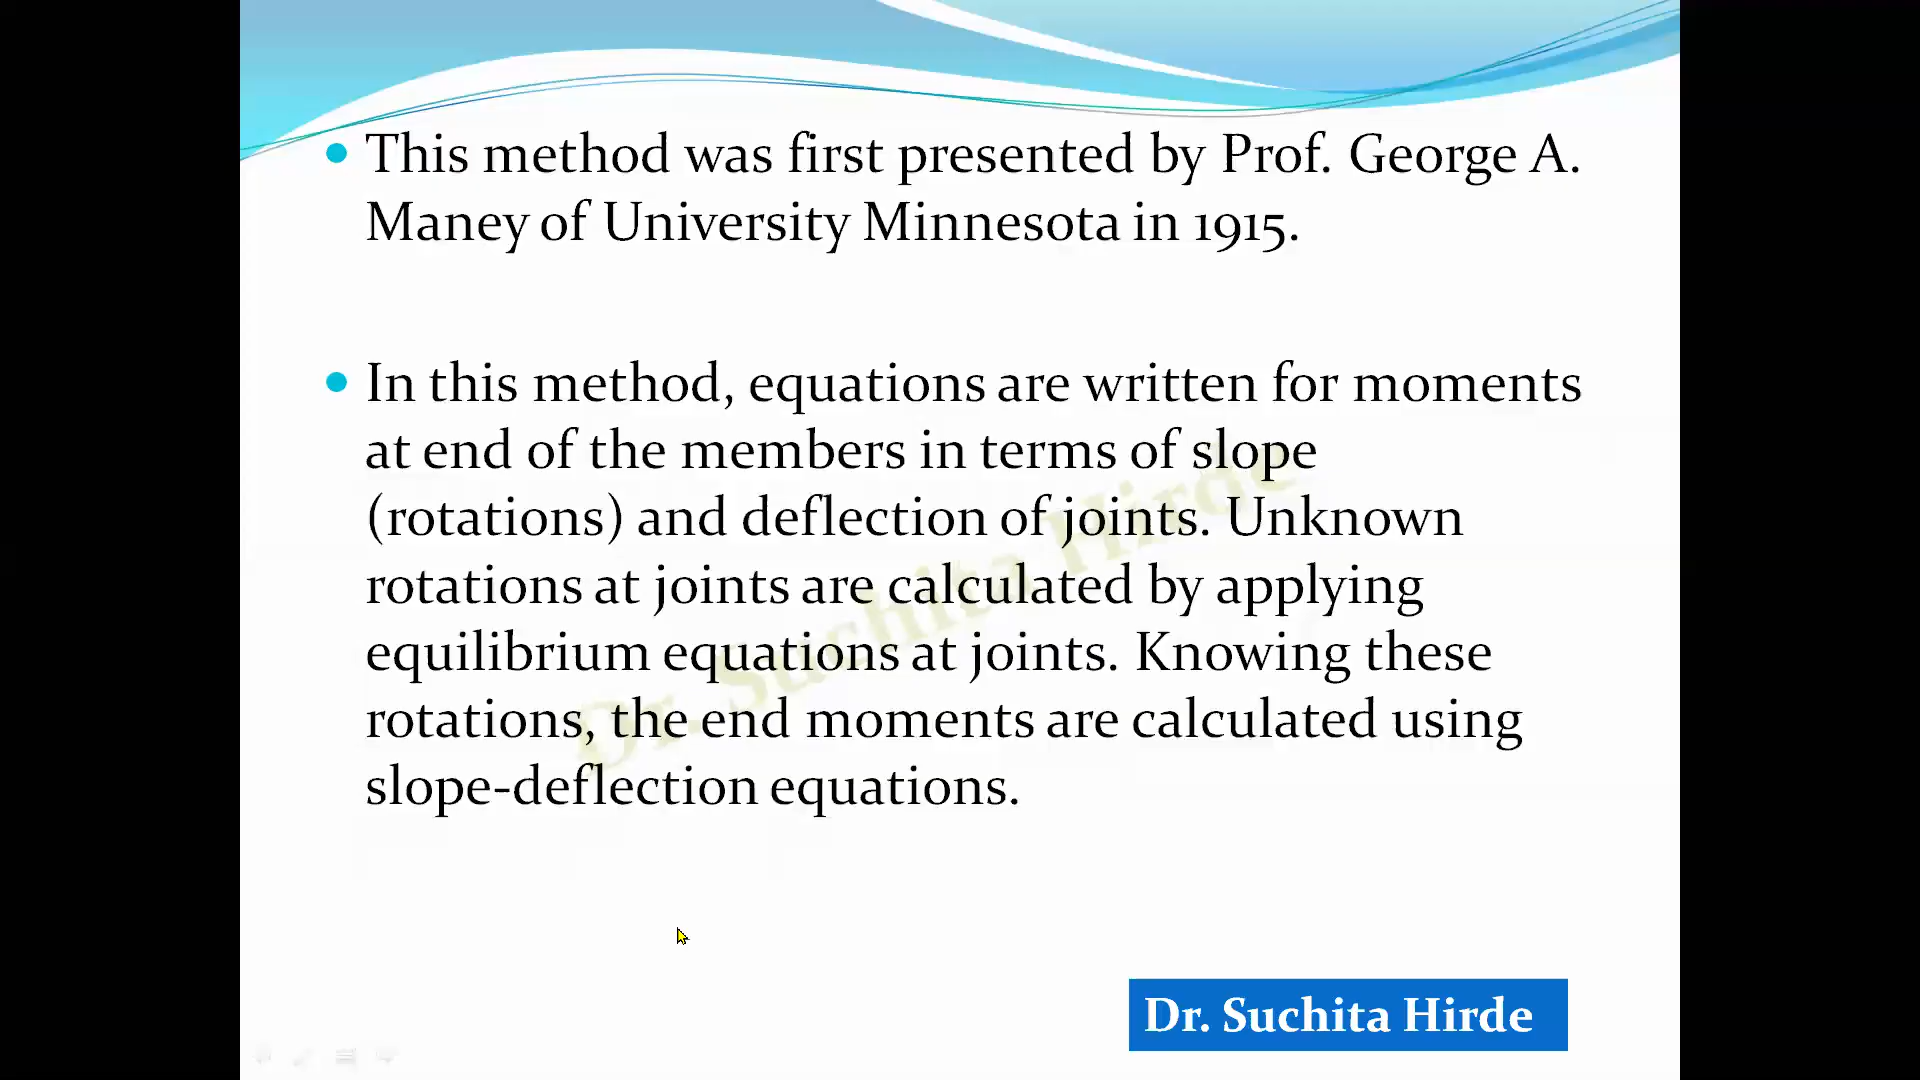 This method was first presented by Prof. George A.
Maney of University Minnesota in 1915.
In this method, equations are written for moments
at end of the members in terms of slope
(rotations) and deflection of joints. Unknown
rotations at joints are calculated by applying
equilibrium equations at joints. Knowing these
rotations, the end moments are calculated using
slope-deflection equations.
Dr. Suchita Hirde
Dr. Suchita Hirde